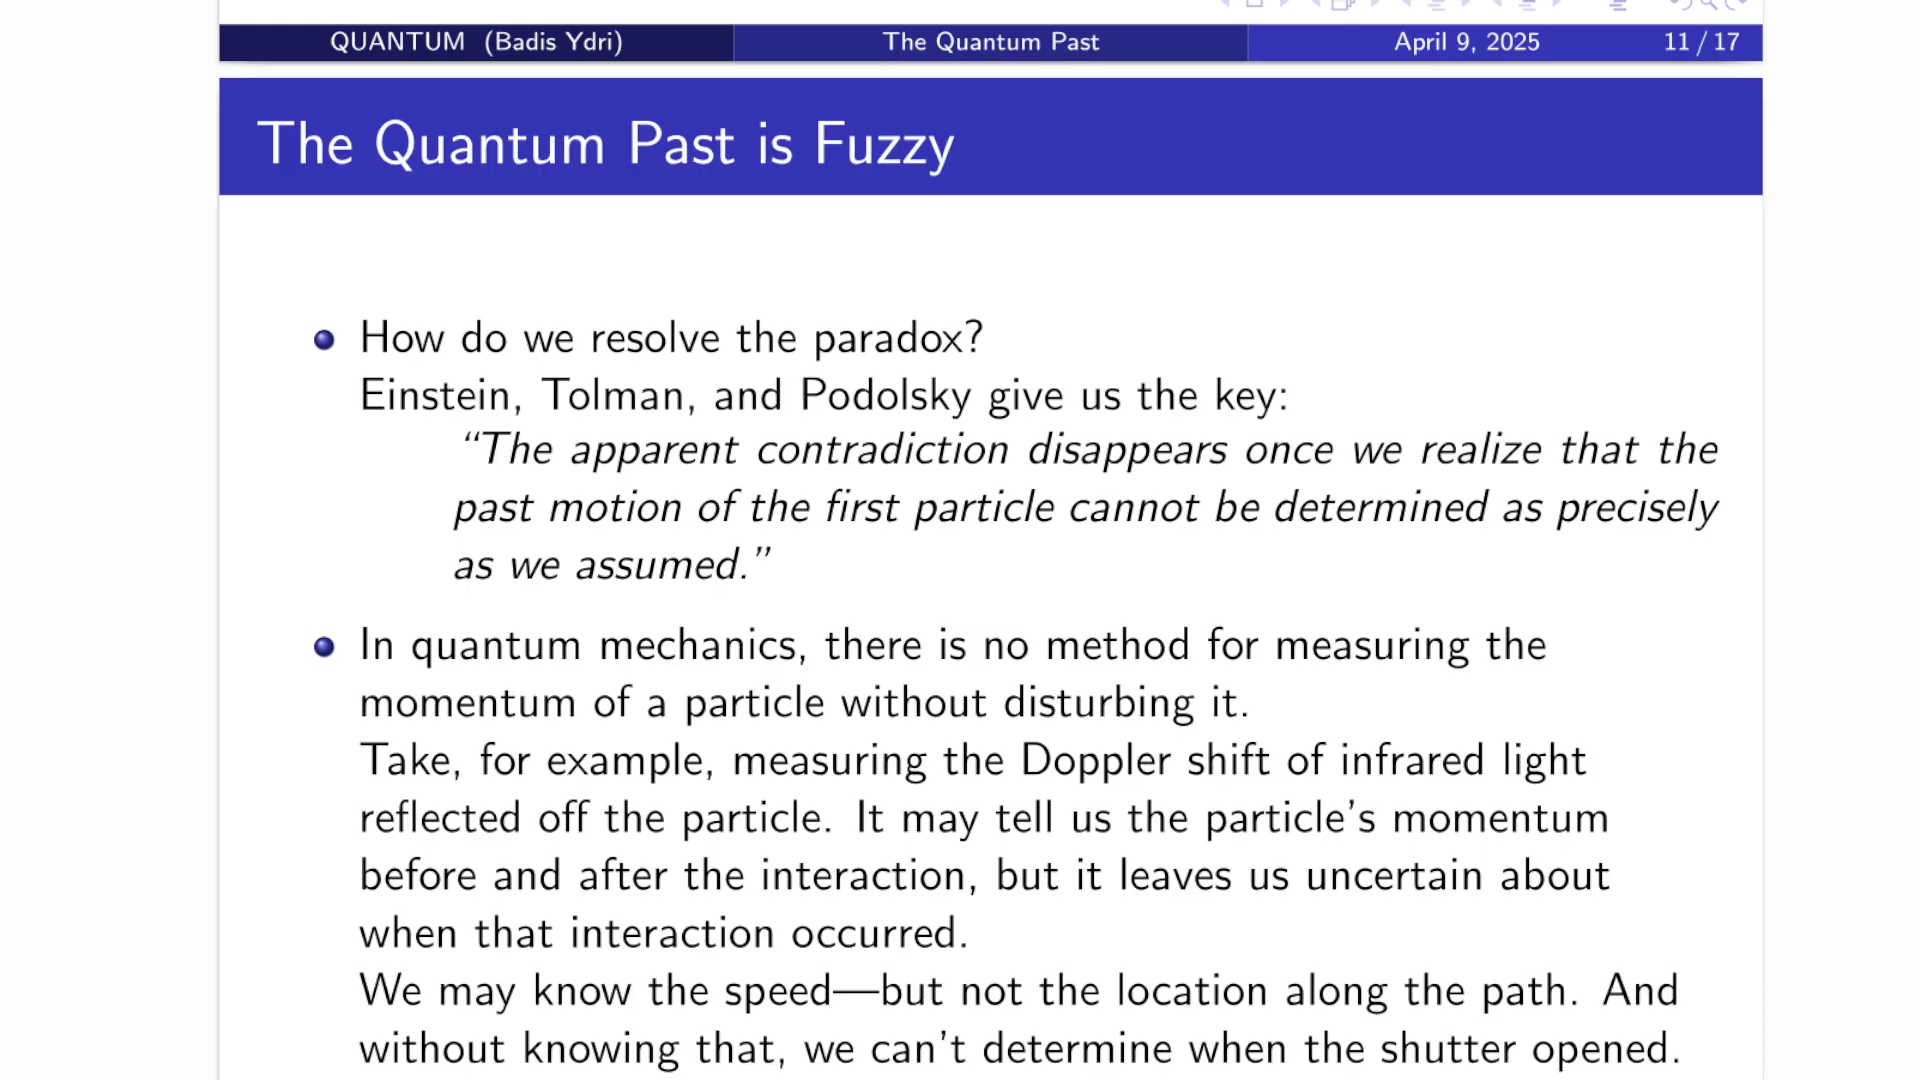 QUANTUM (Badis Ydri) The Quantum Past April 9, 2025 11 / 17
The Quantum Past is Fuzzy
How do we resolve the paradox?
Einstein, Tolman, and Podolsky give us the key:
“The apparent contradiction disappears once we realize that the
past motion of the first particle cannot be determined as precisely
as we assumed.”
In quantum mechanics, there is no method for measuring the
momentum of a particle without disturbing it.
Take, for example, measuring the Doppler shift of infrared light
reflected off the particle. It may tell us the particle’s momentum
before and after the interaction, but it leaves us uncertain about
when that interaction occurred.
We may know the speed—but not the location along the path. And
without knowing that, we can’t determine when the shutter opened.